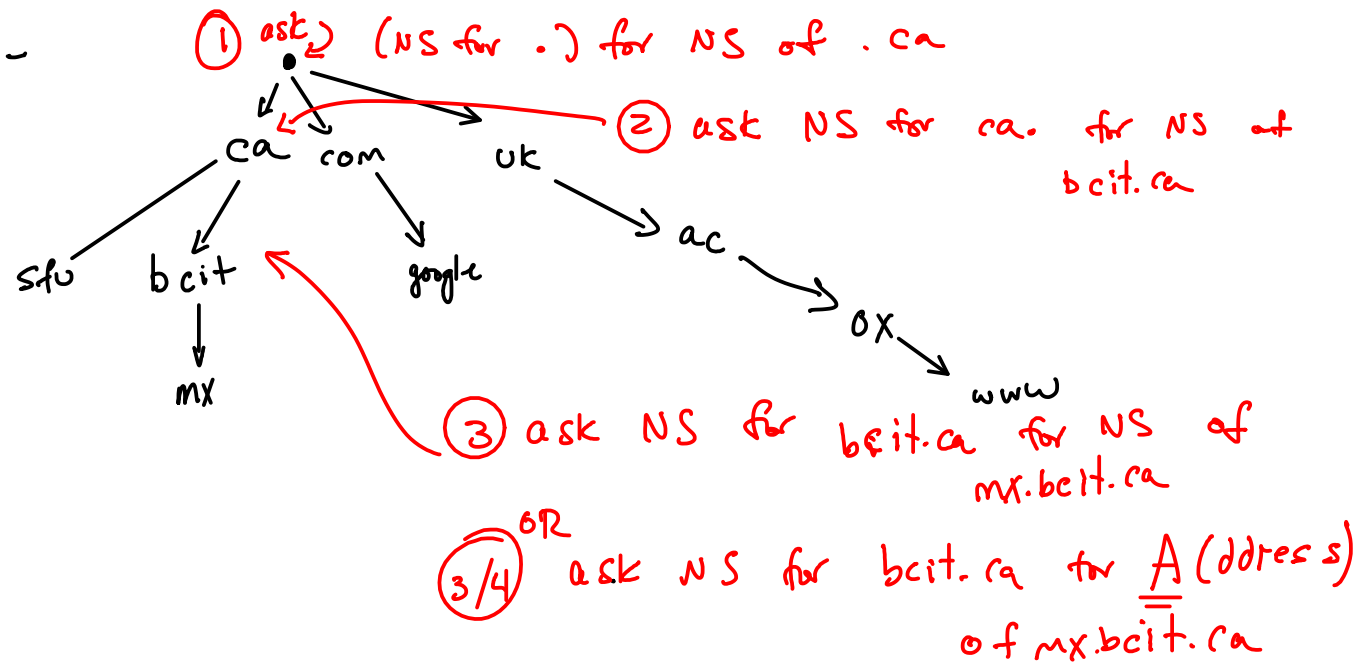 ① ask (NS for .) for NS of .ca
② ask NS for ca. for NS of
bcit.ca
ca com uk
ac
sfu bcit google
ox
mx
www
③ ask NS for bcit.ca for NS of
mx.bcit.ca
OR
3/4 ask NS for bcit.ca for A(ddress)
of mx.bcit.ca